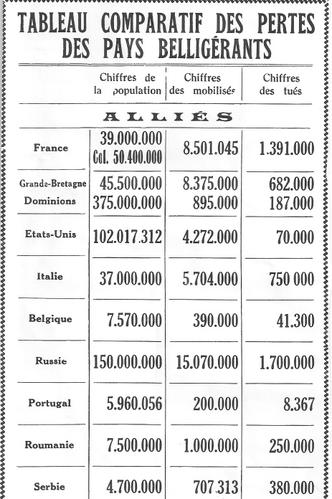 TABLEAU COMPARATIF DES PERTES
DES PAYS BELLIGÉRANTS
Chiffres de la population Chiffres des mobilisés Chiffres des tués
ALLIÉS
France 39.000.000 Col. 50.400.000 8.501.045 1.391.000
Grande-Bretagne 45.500.000 8.375.000 682.000
Dominions 375.000.000 895.000 187.000
Etats-Unis 102.017.312 4.272.000 70.000
Italie 37.000.000 5.704.000 750 000
Belgique 7.570.000 390.000 41.300
Russie 150.000.000 15.070.000 1.700.000
Portugal 5.960.056 200.000 8.367
Roumanie 7.500.000 1.000.000 250.000
Serbie 4.700.000 707.313 380.000